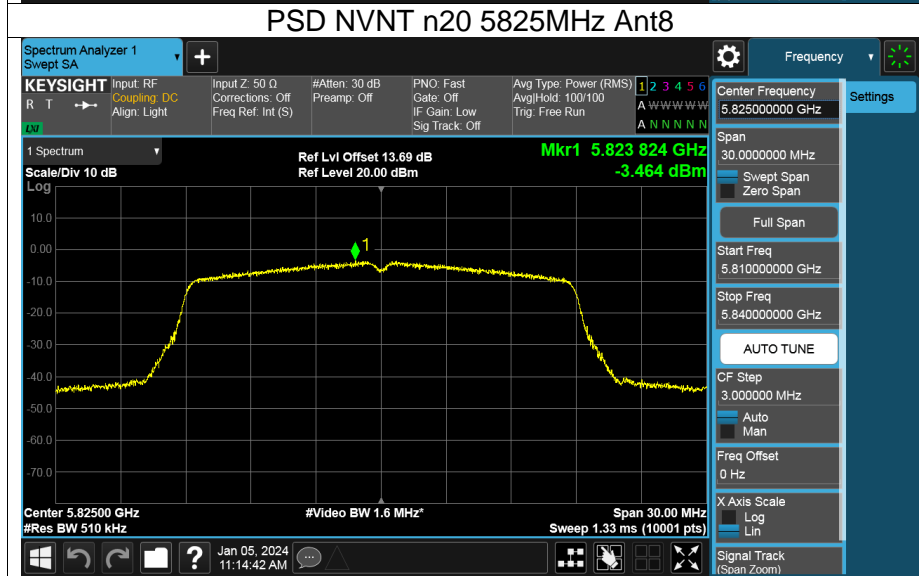 PSD NVNT n20 5825MHz Ant8
Spectrum Analyzer 1
Swept SA
+
Frequency
KEYSIGHT
R T
LXI
Input: RF
Coupling: DC
Align: Light
Input Z: 50 Ω
Corrections: Off
Freq Ref: Int (S)
#Atten: 30 dB
Preamp: Off
PNO: Fast
Gate: Off
IF Gain: Low
Sig Track: Off
Avg Type: Power (RMS)
Avg|Hold: 100/100
Trig: Free Run
1 2 3 4 5 6
A W W W W W
A N N N N N
1 Spectrum
Scale/Div 10 dB
Log
Ref Lvl Offset 13.69 dB
Ref Level 20.00 dBm
Mkr1 5.823 824 GHz
-3.464 dBm
10.0
0.00
-10.0
-20.0
-30.0
-40.0
-50.0
-60.0
-70.0
1
Center 5.82500 GHz
#Res BW 510 kHz
#Video BW 1.6 MHz*
Span 30.00 MHz
Sweep 1.33 ms (10001 pts)
?
Jan 05, 2024
11:14:42 AM
Center Frequency
5.825000000 GHz
Span
30.0000000 MHz
Swept Span
Zero Span
Full Span
Start Freq
5.810000000 GHz
Stop Freq
5.840000000 GHz
AUTO TUNE
CF Step
3.000000 MHz
Auto
Man
Freq Offset
0 Hz
X Axis Scale
Log
Lin
Signal Track
(Span Zoom)
Settings